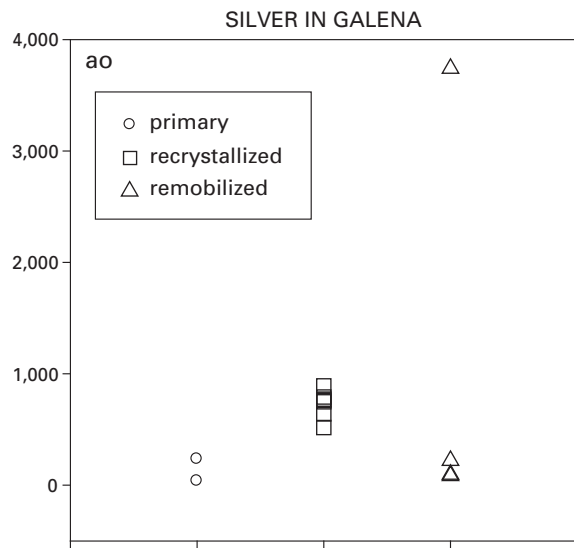 SILVER IN GALENA
4,000
ao
primary
recrystallized
remobilized
3,000
2,000
1,000
0